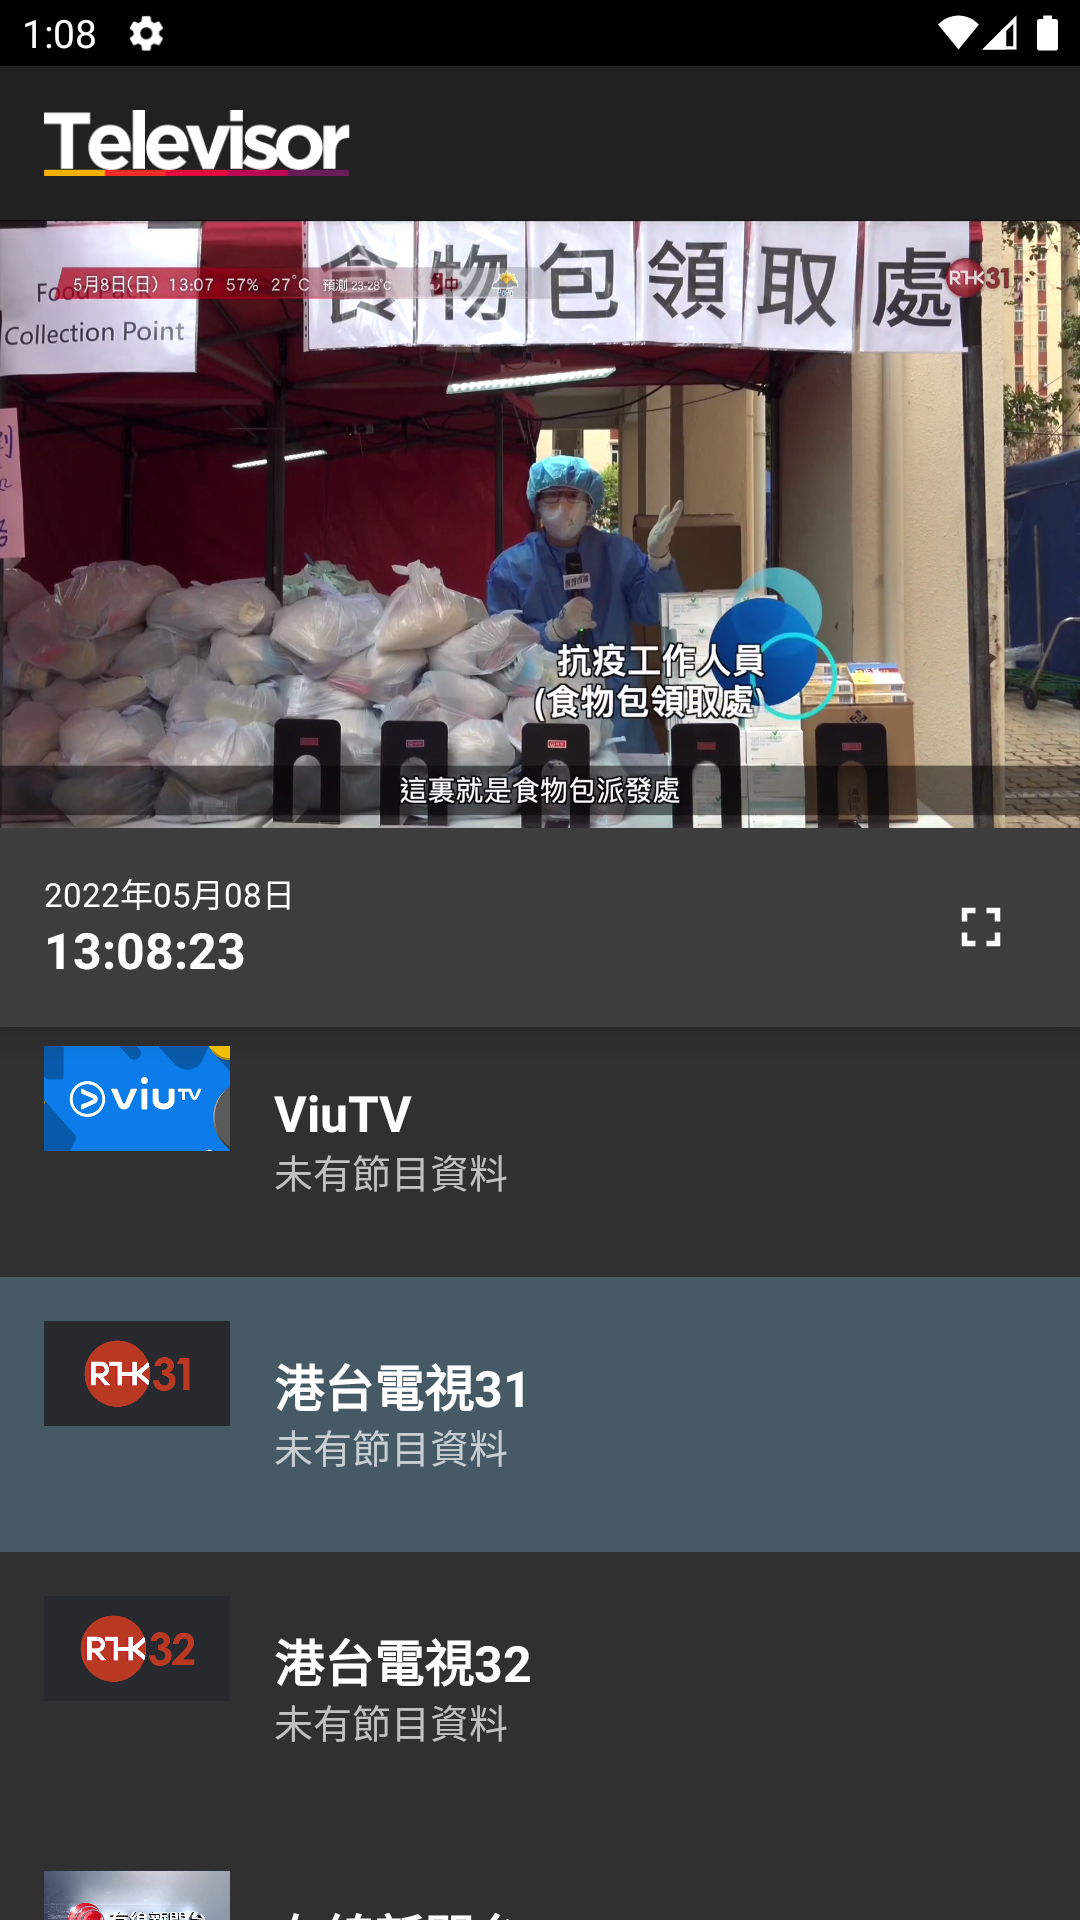 1:08
Televisor
食物包領取處
Collection Point
5月8日(日) 13:07 57% 27°C 預測 23-28°C
RTHK31
抗疫工作人員
(食物包領取處)
這裏就是食物包派發處
2022年05月08日
13:08:23
viuTV
ViuTV
未有節目資料
RTHK31
港台電視31
未有節目資料
RTHK32
港台電視32
未有節目資料